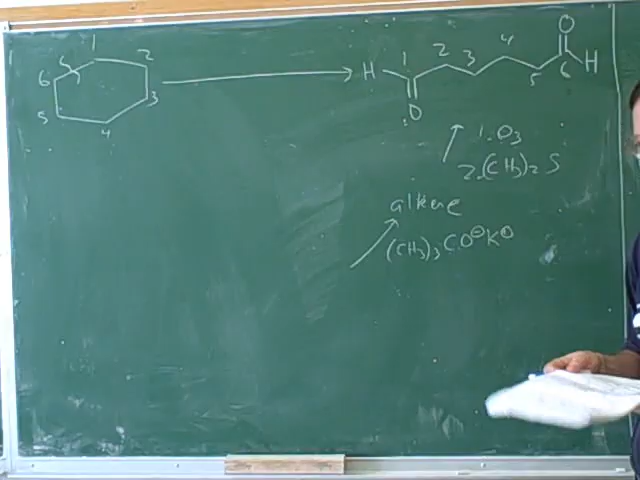 1
2
3
4
5
6
H 1 2 3 4 5 6 H
O
O
1. O3
2. (CH3)2 S
alkene
(CH3)3 CO⊖K⊕